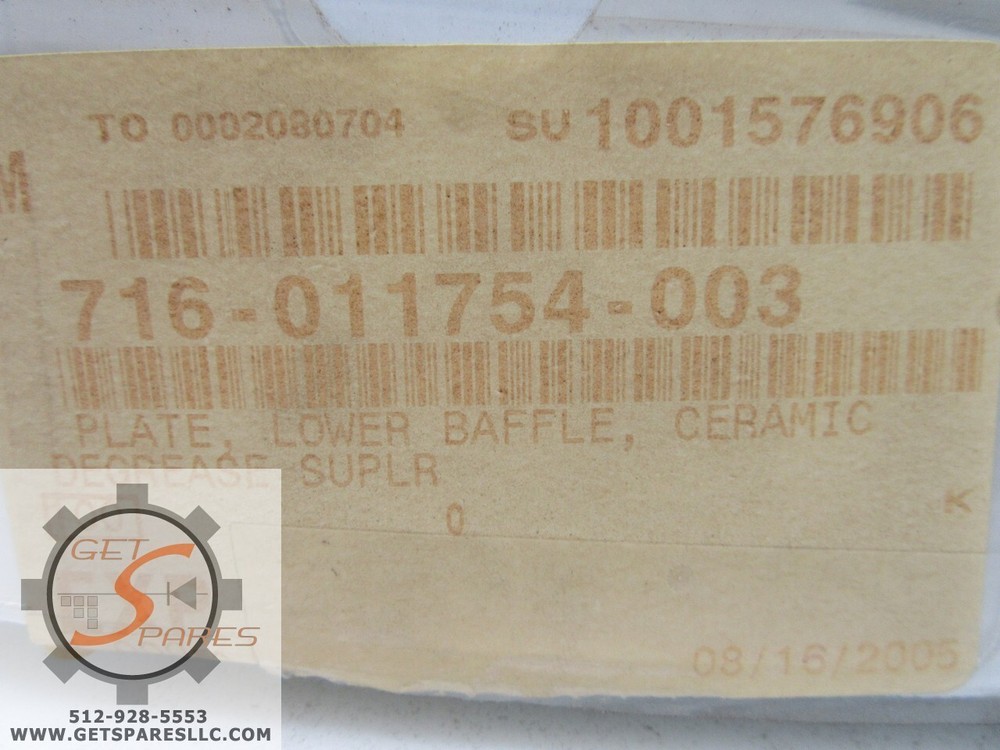 TO 0002080704 SU 1001576906
M
716-011754-003
PLATE, LOWER BAFFLE, CERAMIC
DEGREASE SUPLR
0 K
08/16/2005
GET
SPARES
512-928-5553
WWW.GETSPARESLLC.COM